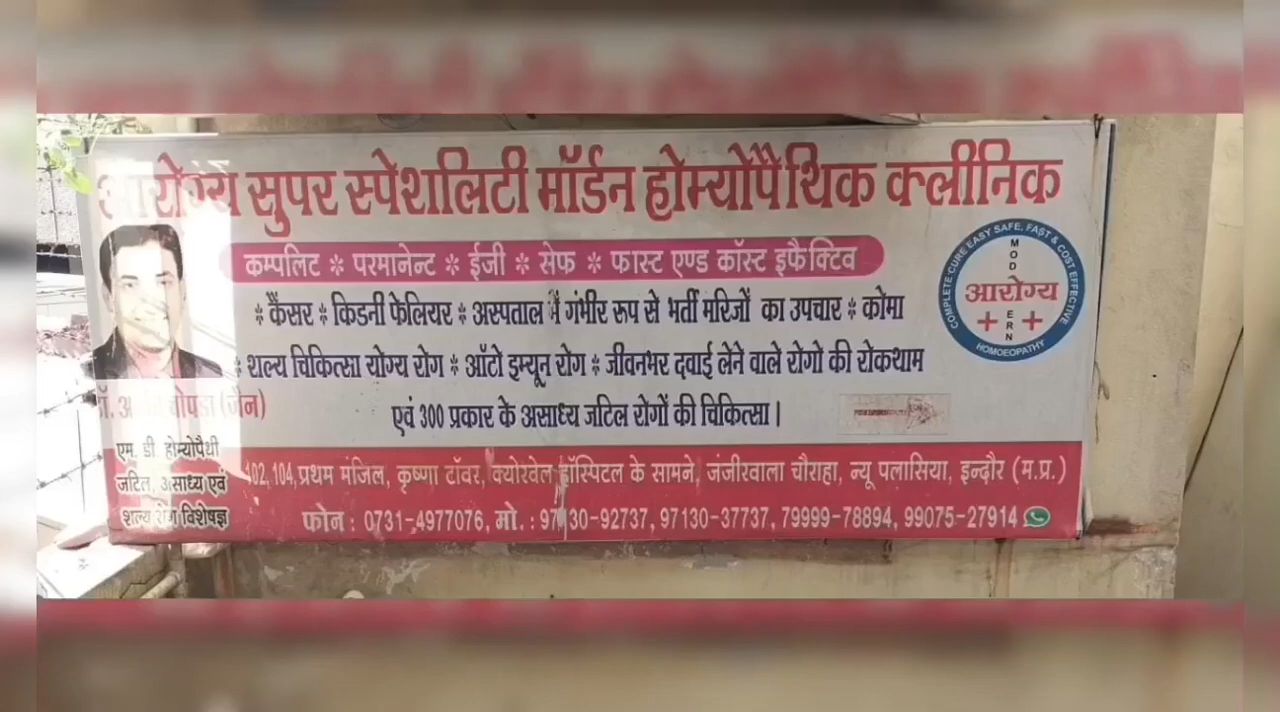 आरोग्य सुपर स्पेशलिटी मॉर्डन होम्योपैथिक क्लीनिक
कम्पलिट * परमानेन्ट * ईजी * सेफ * फास्ट एण्ड कॉस्ट इफैक्टिव
* कैंसर * किडनी फेलियर * अस्पताल में गंभीर रूप से भर्ती मरिजों का उपचार * कोमा
* शल्य चिकित्सा योग्य रोग * ऑटो इम्यून रोग * जीवनभर दवाई लेने वाले रोगो की रोकथाम
एवं 300 प्रकार के असाध्य जटिल रोगों की चिकित्सा।
COMPLETE CURE EASY SAFE, FAST & COST EFFECTIVE
MODERN
आरोग्य
HOMOEOPATHY
डॉ. चोपडा (जैन)
एम. डी. होम्योपैथी
जटिल, असाध्य एवं
शल्य रोग विशेषज्ञ
102, 104, प्रथम मंजिल, कृष्णा टॉवर, क्योरवेल हॉस्पिटल के सामने, जंजीरवाला चौराहा, न्यू पलासिया, इन्दौर (म.प्र.)
फोन : 0731-4977076, मो. : 97130-92737, 97130-37737, 79999-78894, 99075-27914